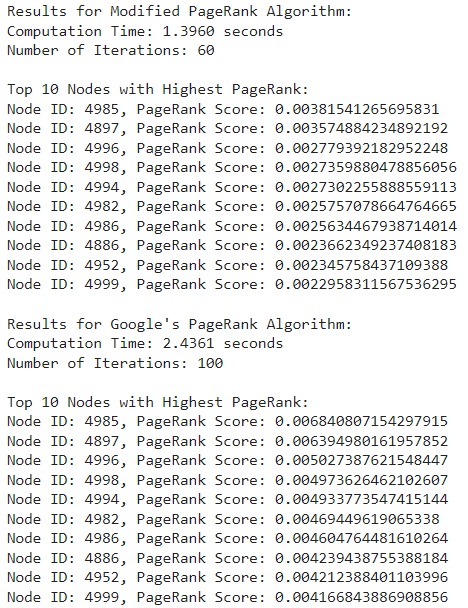 Results for Modified PageRank Algorithm:
Computation Time: 1.3960 seconds
Number of Iterations: 60
Top 10 Nodes with Highest PageRank:
Node ID: 4985, PageRank Score: 0.00381541265695831
Node ID: 4897, PageRank Score: 0.003574884234892192
Node ID: 4996, PageRank Score: 0.002779392182952248
Node ID: 4998, PageRank Score: 0.0027359880478856056
Node ID: 4994, PageRank Score: 0.0027302255888559113
Node ID: 4982, PageRank Score: 0.0025757078664764665
Node ID: 4986, PageRank Score: 0.0025634467938714014
Node ID: 4886, PageRank Score: 0.0023662349237408183
Node ID: 4952, PageRank Score: 0.002345758437109388
Node ID: 4999, PageRank Score: 0.0022958311567536295
Results for Google's PageRank Algorithm:
Computation Time: 2.4361 seconds
Number of Iterations: 100
Top 10 Nodes with Highest PageRank:
Node ID: 4985, PageRank Score: 0.006840807154297915
Node ID: 4897, PageRank Score: 0.006394980161957852
Node ID: 4996, PageRank Score: 0.005027387621548447
Node ID: 4998, PageRank Score: 0.004973626462102607
Node ID: 4994, PageRank Score: 0.004933773547415144
Node ID: 4982, PageRank Score: 0.00469449619065338
Node ID: 4986, PageRank Score: 0.004604764481610264
Node ID: 4886, PageRank Score: 0.004239438755388184
Node ID: 4952, PageRank Score: 0.004212388401103996
Node ID: 4999, PageRank Score: 0.004166843886908856